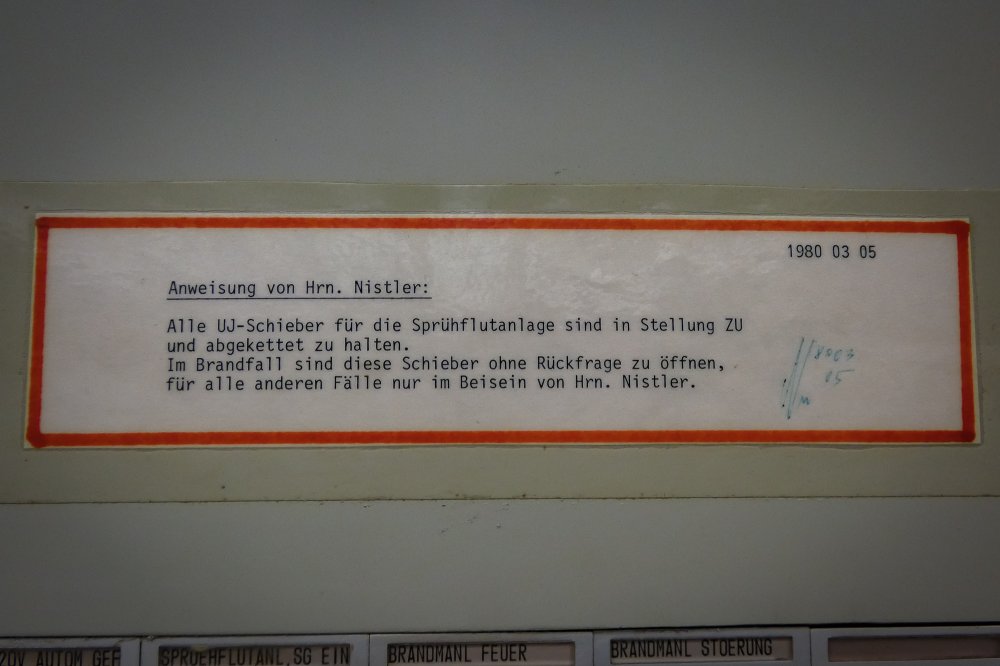 1980 03 05
Anweisung von Hrn. Nistler:
Alle UJ-Schieber für die Sprühflutanlage sind in Stellung ZU
und abgekettet zu halten.
Im Brandfall sind diese Schieber ohne Rückfrage zu öffnen,
für alle anderen Fälle nur im Beisein von Hrn. Nistler.
8003
05
SPRUEHFLUTANL.SG EIN
BRANDMANL FEUER
BRANDMANL STOERUNG